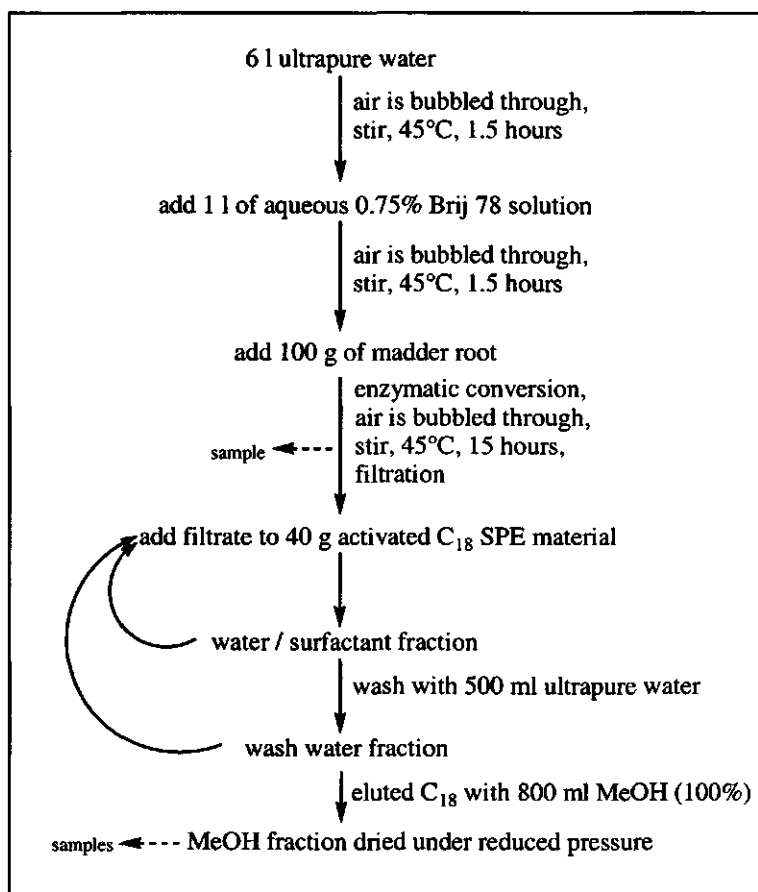 6 l ultrapure water
air is bubbled through,
stir, 45°C, 1.5 hours
add 1 l of aqueous 0.75% Brij 78 solution
air is bubbled through,
stir, 45°C, 1.5 hours
add 100 g of madder root
enzymatic conversion,
air is bubbled through,
sample
stir, 45°C, 15 hours,
filtration
add filtrate to 40 g activated C18 SPE material
water / surfactant fraction
wash with 500 ml ultrapure water
wash water fraction
eluted C18 with 800 ml MeOH (100%)
samples MeOH fraction dried under reduced pressure